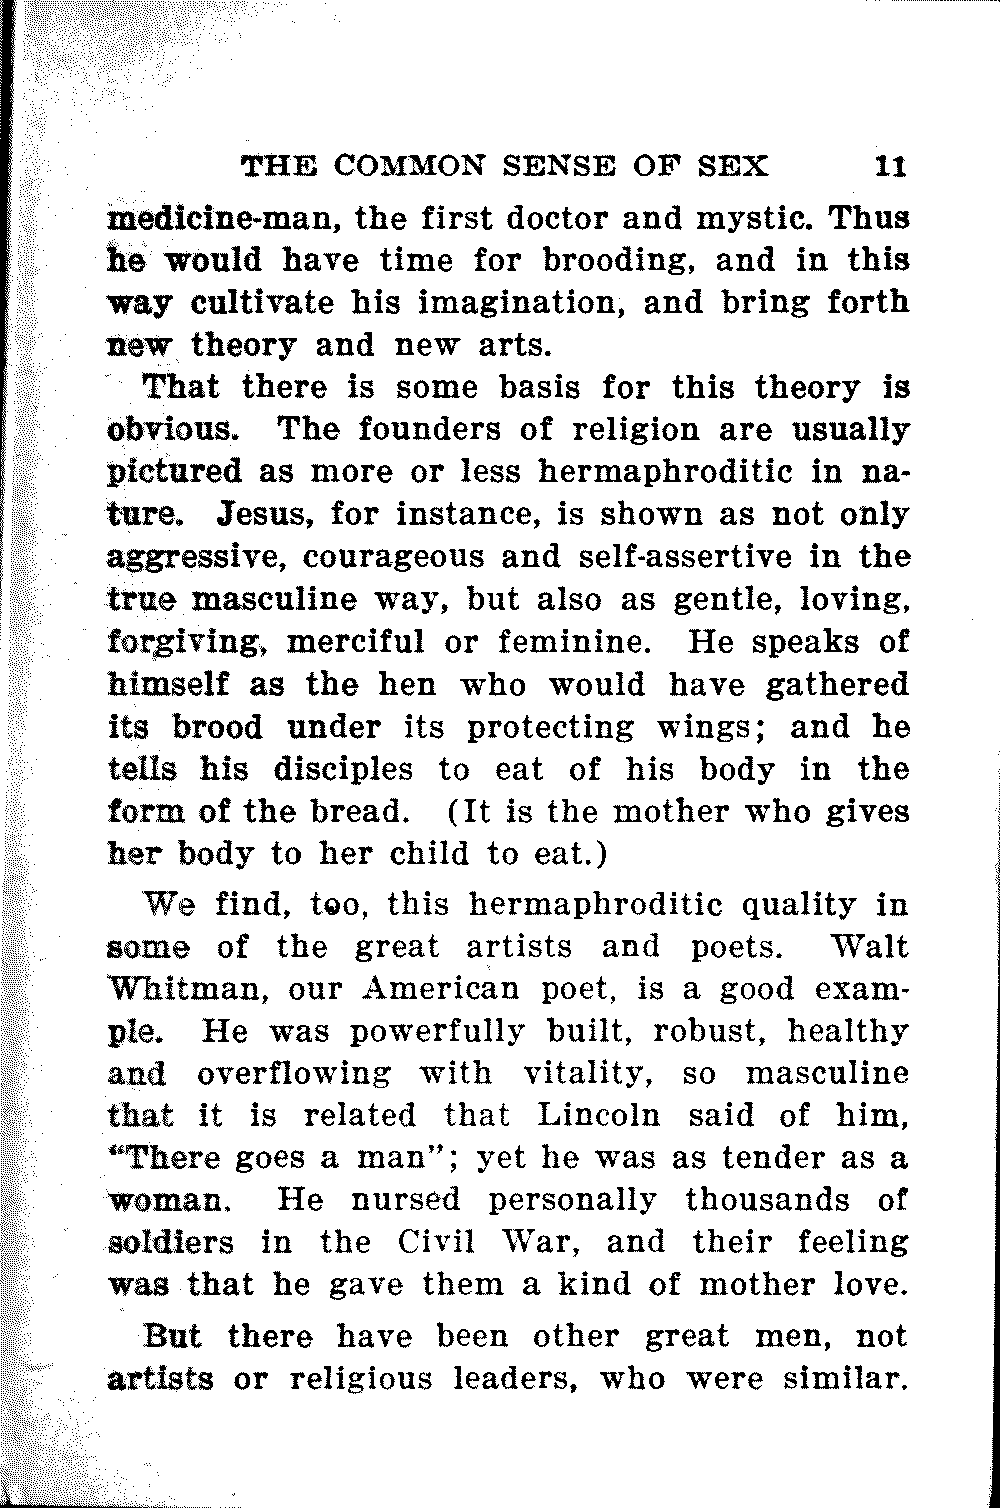 THE COMMON SENSE OF SEX 11
medicine-man, the first doctor and mystic. Thus
he would have time for brooding, and in this
way cultivate his imagination, and bring forth
new theory and new arts.
That there is some basis for this theory is
obvious. The founders of religion are usually
pictured as more or less hermaphroditic in na-
ture. Jesus, for instance, is shown as not only
aggressive, courageous and self-assertive in the
true masculine way, but also as gentle, loving,
forgiving, merciful or feminine. He speaks of
himself as the hen who would have gathered
its brood under its protecting wings; and he
tells his disciples to eat of his body in the
form of the bread. (It is the mother who gives
her body to her child to eat.)
We find, too, this hermaphroditic quality in
some of the great artists and poets. Walt
Whitman, our American poet, is a good exam-
ple. He was powerfully built, robust, healthy
and overflowing with vitality, so masculine
that it is related that Lincoln said of him,
“There goes a man”; yet he was as tender as a
woman. He nursed personally thousands of
soldiers in the Civil War, and their feeling
was that he gave them a kind of mother love.
But there have been other great men, not
artists or religious leaders, who were similar.